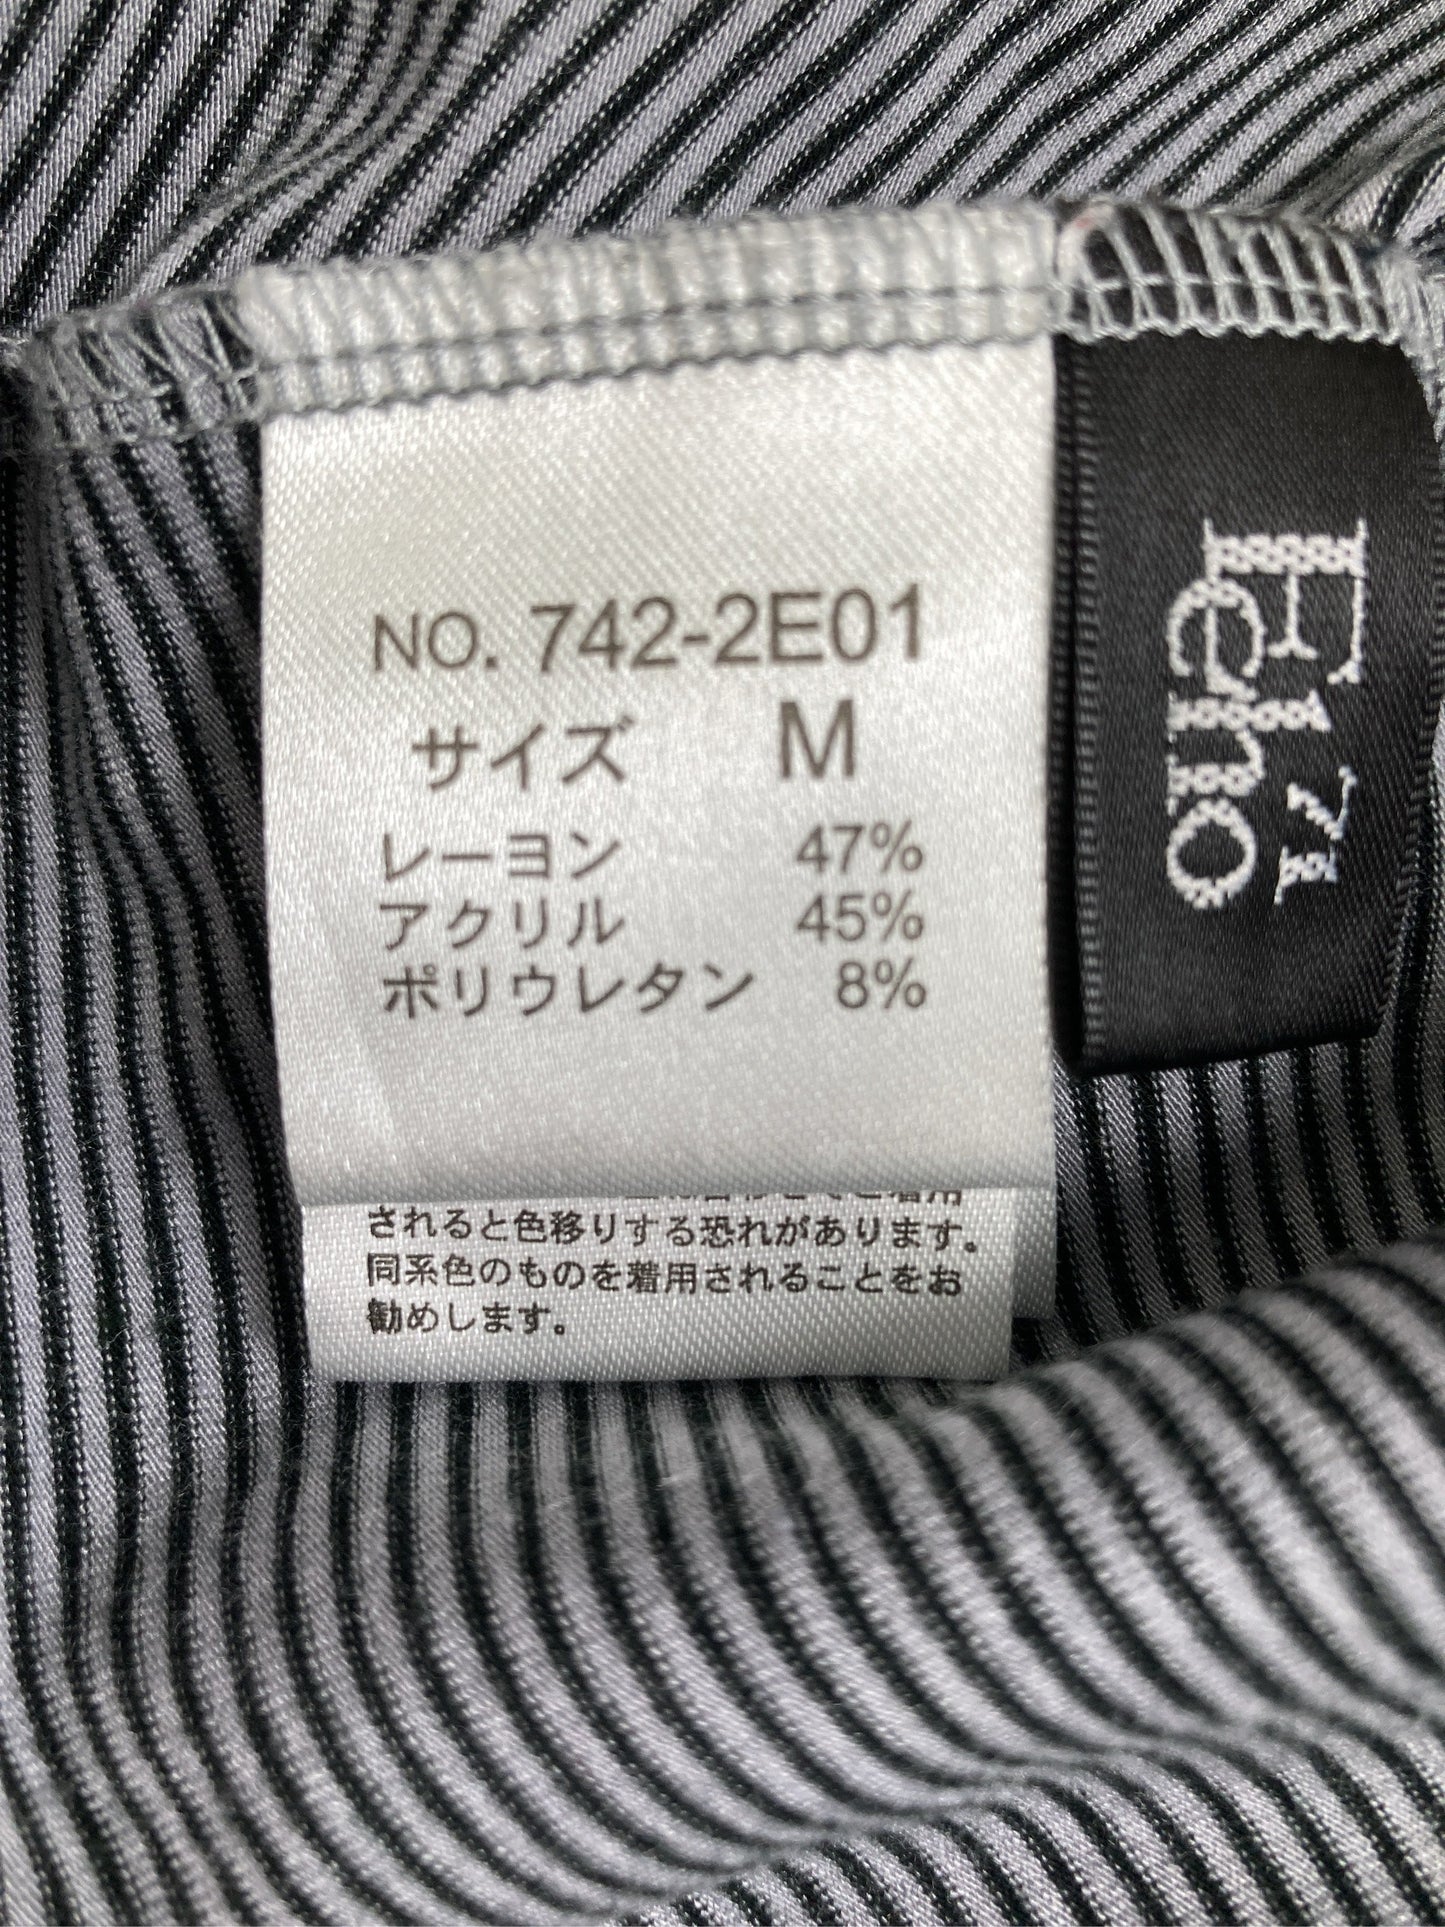 NO. 742-2E01
サイズ M
レーヨン 47%
アクリル 45%
ポリウレタン 8%
されると色移りする恐れがあります。
同系色のものを着用されることをお
勧めします。